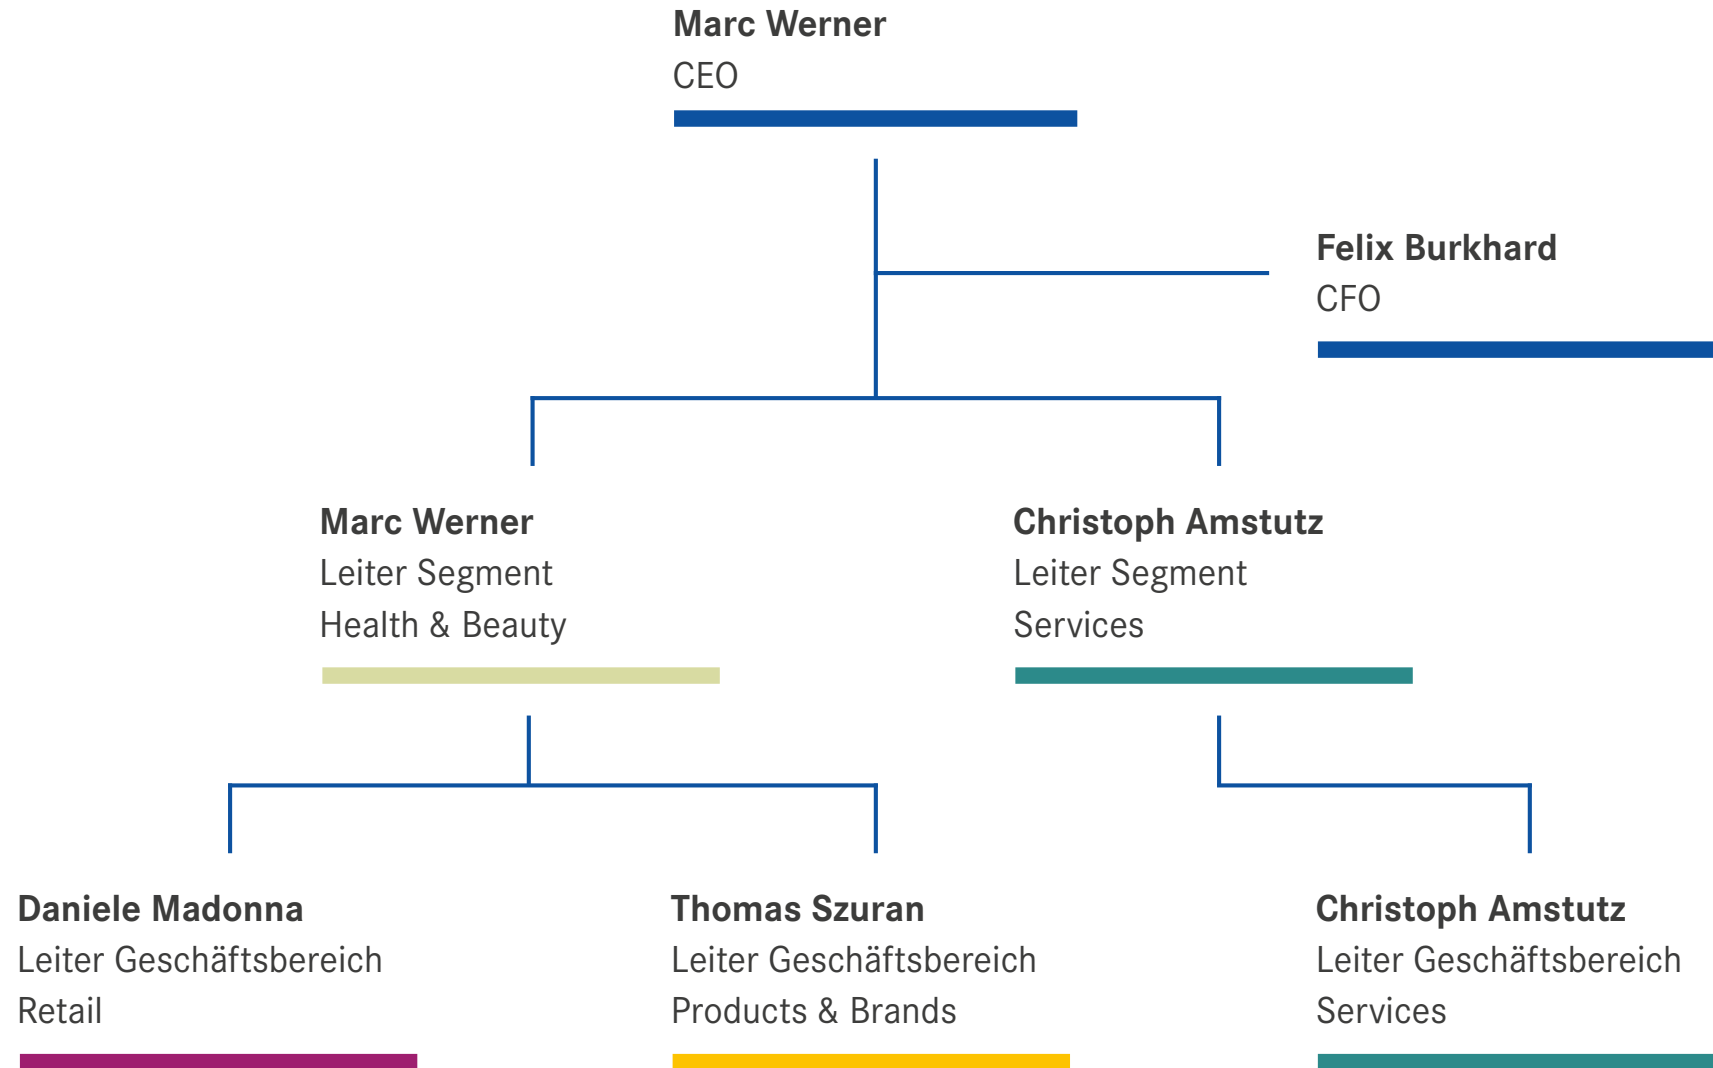 Marc Werner
CEO
Felix Burkhard
CFO
Marc Werner
Leiter Segment
Health & Beauty
Christoph Amstutz
Leiter Segment
Services
Daniele Madonna
Leiter Geschäftsbereich
Retail
Thomas Szuran
Leiter Geschäftsbereich
Products & Brands
Christoph Amstutz
Leiter Geschäftsbereich
Services